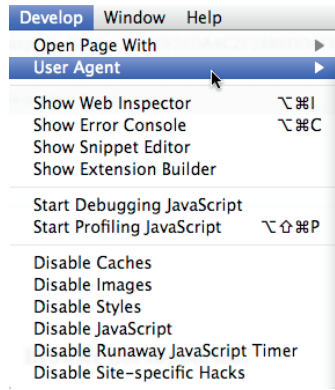 Develop Window Help
Open Page With ▶
User Agent ▶
Show Web Inspector ⌥⌘I
Show Error Console ⌥⌘C
Show Snippet Editor
Show Extension Builder
Start Debugging JavaScript
Start Profiling JavaScript ⌥⇧⌘P
Disable Caches
Disable Images
Disable Styles
Disable JavaScript
Disable Runaway JavaScript Timer
Disable Site-specific Hacks